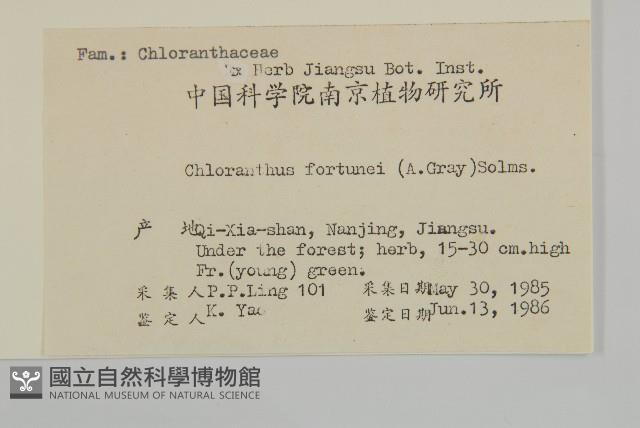 Fam.: Chloranthaceae
Ex Herb Jiangsu Bot. Inst.
中国科学院南京植物研究所
Chloranthus fortunei (A.Gray)Solms.
产 地Qi-Xia-shan, Nanjing, Jiangsu.
Under the forest; herb, 15-30 cm.high
Fr.(young) green.
采集人P.P.Ling 101 采集日期May 30, 1985
鉴定人K. Yao 鉴定日期Jun.13, 1986
國立自然科學博物館
NATIONAL MUSEUM OF NATURAL SCIENCE